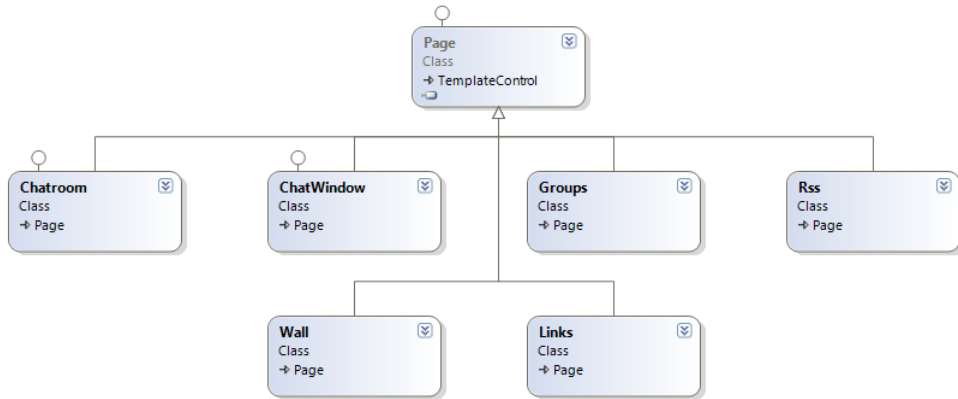 Page
Class
TemplateControl
Chatroom
Class
Page
ChatWindow
Class
Page
Groups
Class
Page
Rss
Class
Page
Wall
Class
Page
Links
Class
Page